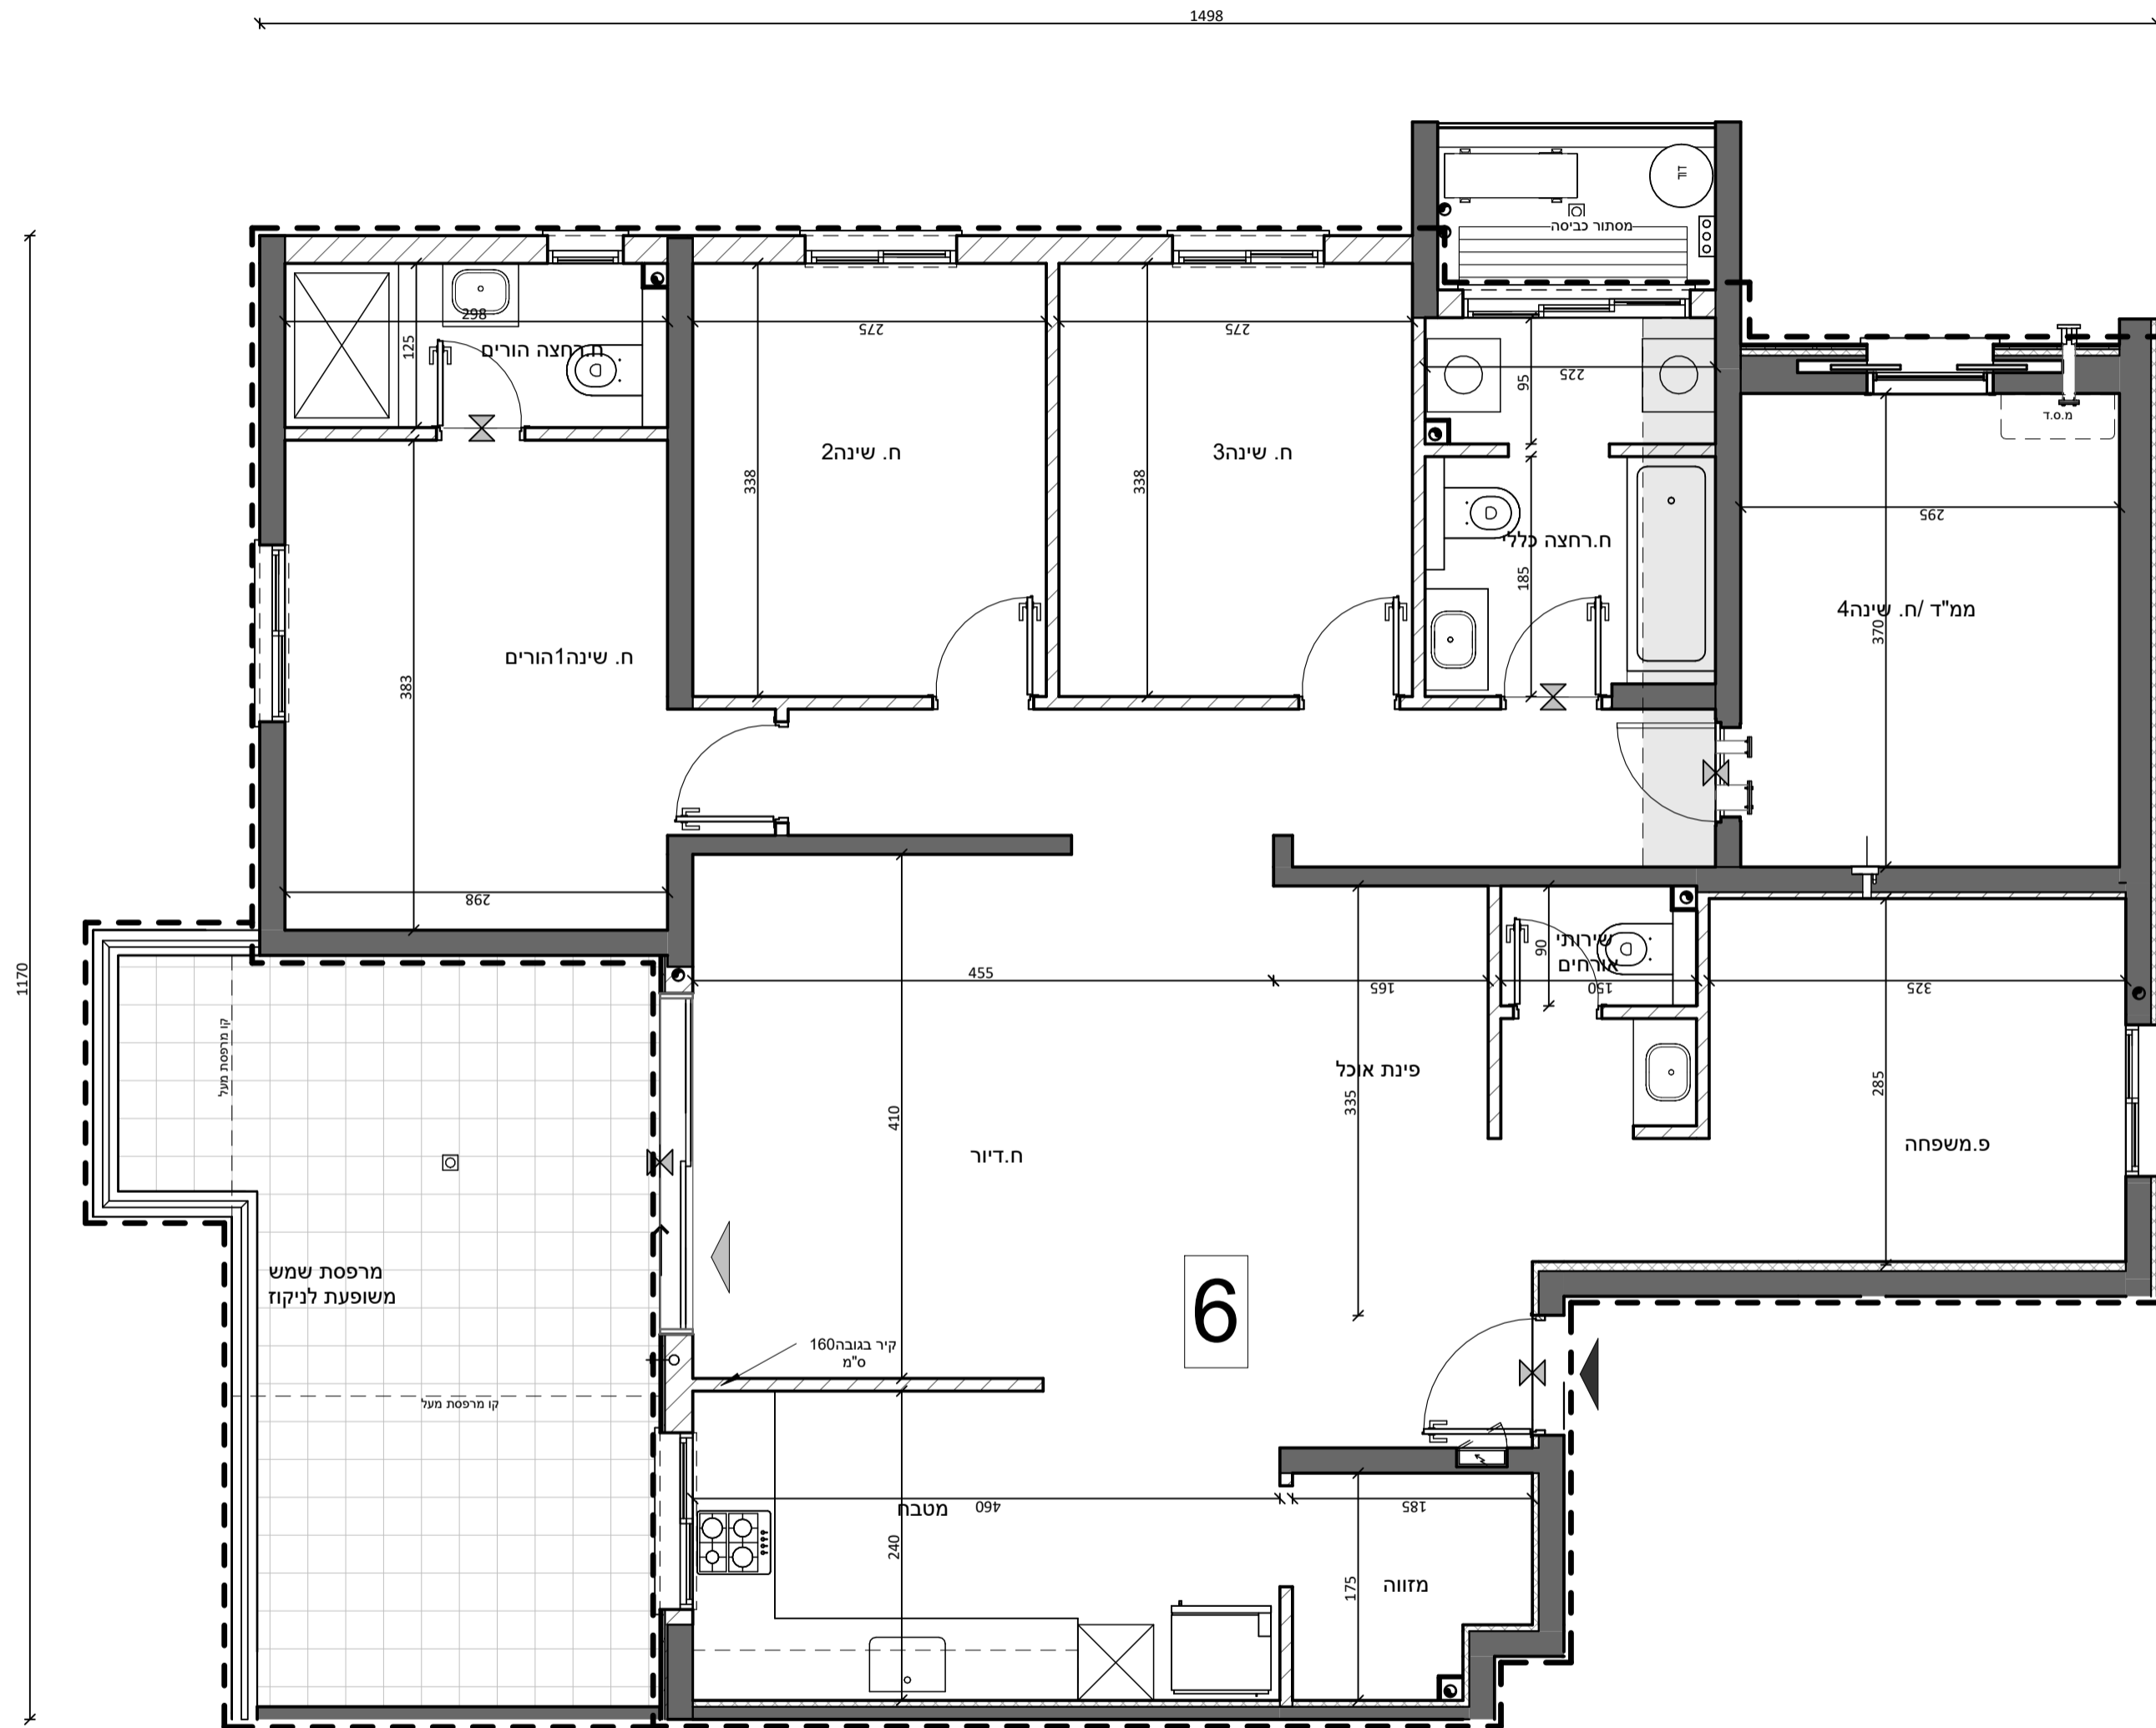 1498
דוד
מסתור כביסה
298
125
ח.רחצה הורים
275
275
225
95
מ.ס.ד
ח. שינה2
ח. שינה3
338
338
295
ח.רחצה כללי
185
ממ"ד /ח. שינה4
370
ח. שינה1הורים
383
298
שירותי
אורחים
90
455
165
150
325
1170
קו מרפסת מעל
פינת אוכל
335
285
410
ח.דיור
פ.משפחה
מרפסת שמש
משופעת לניקוז
6
קיר בגובה160
ס"מ
קו מרפסת מעל
מטבח
460
185
240
175
מזווה